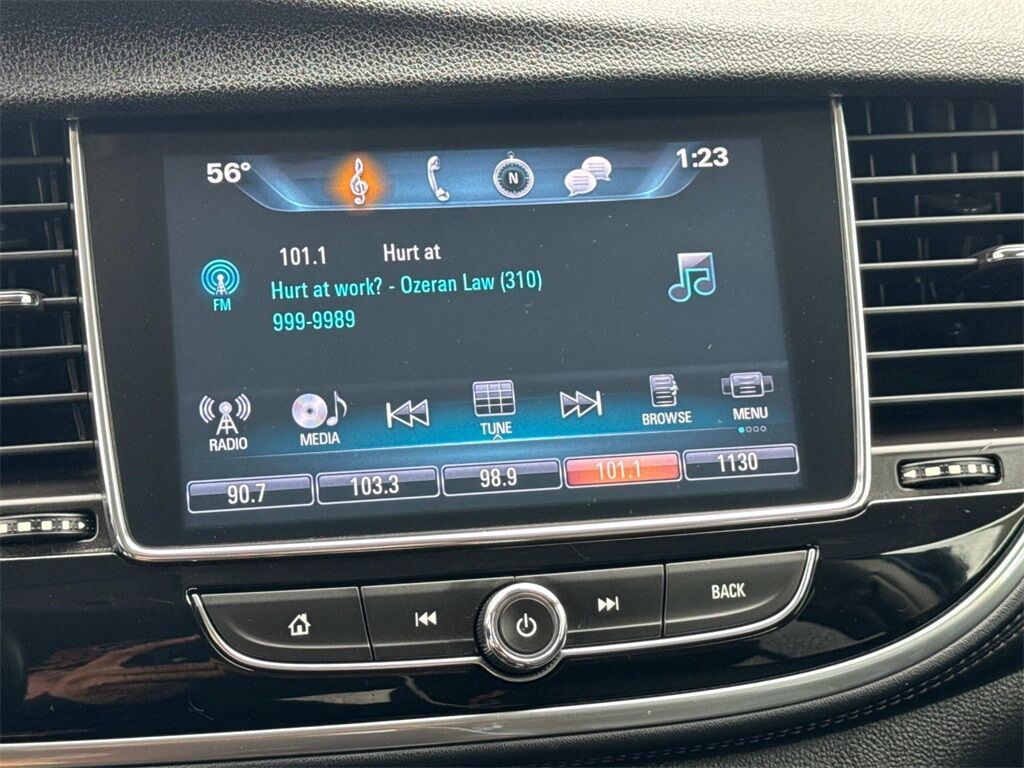 56°
1:23
N
101.1 Hurt at
Hurt at work? - Ozeran Law (310)
999-9989
FM
RADIO
MEDIA
TUNE
BROWSE
MENU
90.7 103.3 98.9 101.1 1130
BACK